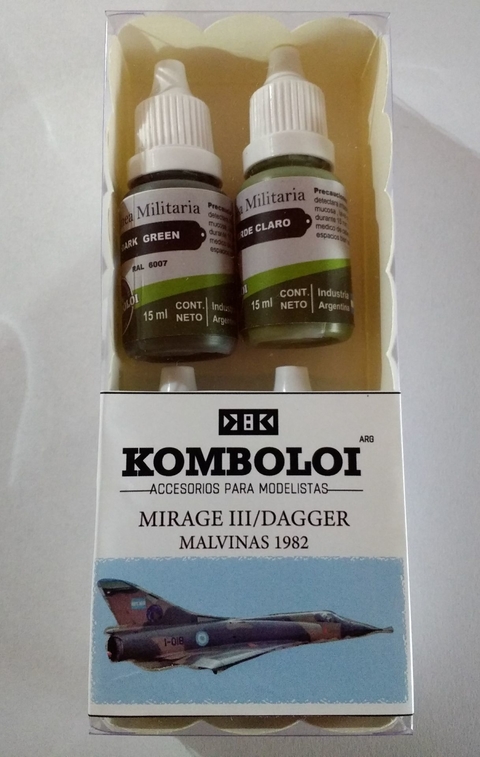 Militaria
DARK GREEN
RAL 6007
15 ml
CONT.
NETO
Militaria
CLARO
15 ml
CONT.
NETO
Industria
Argentina
KOMBOLOI
ARG
ACCESORIOS PARA MODELISTAS
MIRAGE III/DAGGER
MALVINAS 1982
I-018